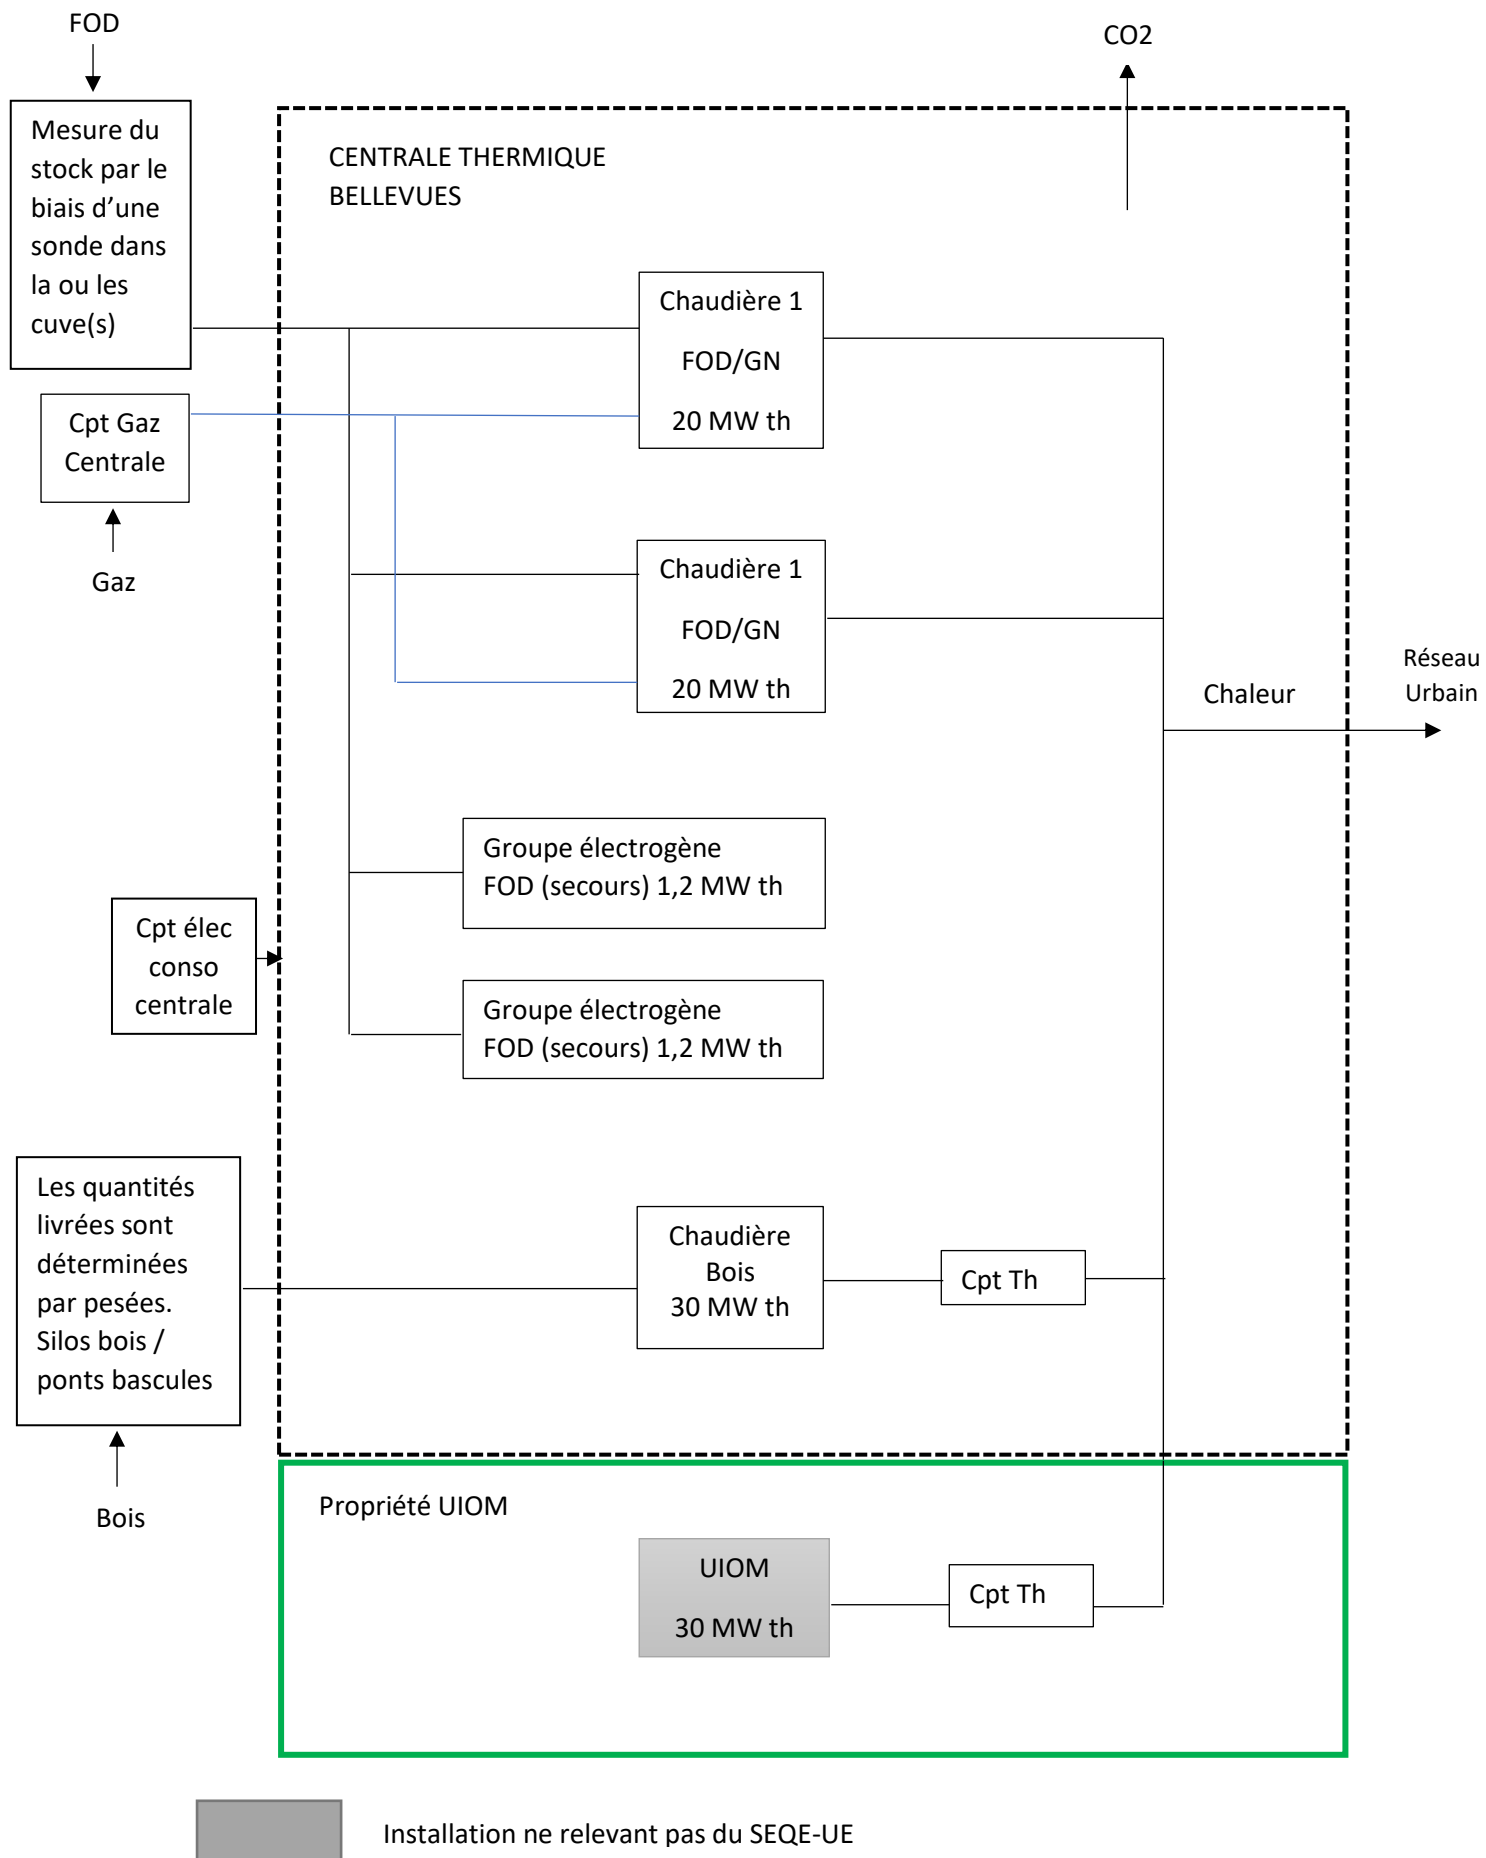 FOD
CO2
Mesure du
stock par le
biais d’une
sonde dans
la ou les
cuve(s)
CENTRALE THERMIQUE
BELLEVUES
Chaudière 1
FOD/GN
20 MW th
Cpt Gaz
Centrale
Gaz
Chaudière 1
FOD/GN
20 MW th
Chaleur
Réseau
Urbain
Groupe électrogène
FOD (secours) 1,2 MW th
Cpt élec
conso
centrale
Groupe électrogène
FOD (secours) 1,2 MW th
Les quantités
livrées sont
déterminées
par pesées.
Silos bois /
ponts bascules
Chaudière
Bois
30 MW th
Cpt Th
Bois
Propriété UIOM
UIOM
30 MW th
Cpt Th
Installation ne relevant pas du SEQE-UE